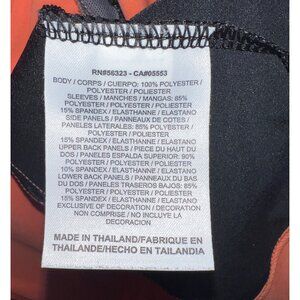 RN#56323 - CA#05553
BODY / CORPS / CUERPO: 100% POLYESTER /
POLYESTER / POLIESTER
SLEEVES / MANCHES / MANGAS: 85%
POLYESTER / POLYESTER / POLIESTER
15% SPANDEX / ELASTHANNE / ELASTANO
SIDE PANELS / PANNEAUX DE COTES /
PANELES LATERALES: 85% POLYESTER /
POLYESTER / POLIESTER
15% SPANDEX / ELASTHANNE / ELASTANO
UPPER BACK PANELS / PIECE DU HAUT DU
DOS / PANELES ESPALDA SUPERIOR: 90%
POLYESTER / POLYESTER / POLIESTER
10% SPANDEX / ELASTHANNE / ELASTANO
LOWER BACK PANELS / PANNEAUX DU BAS
DU DOS / PANELES TRASEROS BAJOS: 85%
POLYESTER / POLYESTER / POLIESTER
15% SPANDEX / ELASTHANNE / ELASTANO
EXCLUSIVE OF DECORATION / DECORATION
NON COMPRISE / NO INCLUYE LA
DECORACION
MADE IN THAILAND/FABRIQUE EN
THAILANDE/HECHO EN TAILANDIA